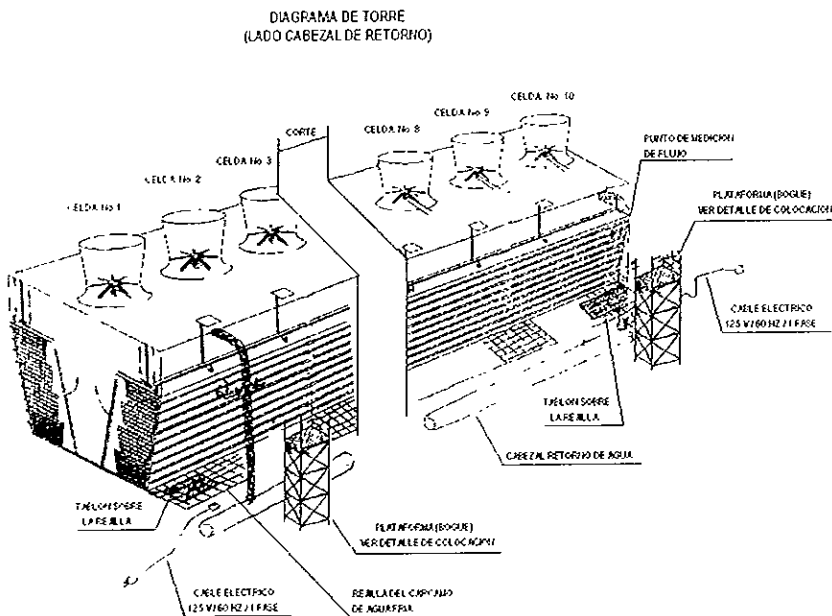 DIAGRAMA DE TORRE
(LADO CABEZAL DE RETORNO)
CELDA No 10
CELDA No 9
CELDA No 8
CORTE
CELDA No 3
CELDA No 2
CELDA No 1
PUNTO DE MEDICION
DE FLUJO
PLATAFORMA (BOGUE)
VER DETALLE DE COLOCACION
CABLE ELECTRICO
125 V / 60 HZ / 1 FASE
TABLON SOBRE
LA REJILLA
CABEZAL RETORNO DE AGUA
TABLON SOBRE
LA REJILLA
PLATAFORMA (BOGUE)
VER DETALLE DE COLOCACION
CABLE ELECTRICO
125 V / 60 HZ / 1 FASE
REJILLA DEL CARCAMO
DE AGUA FRIA